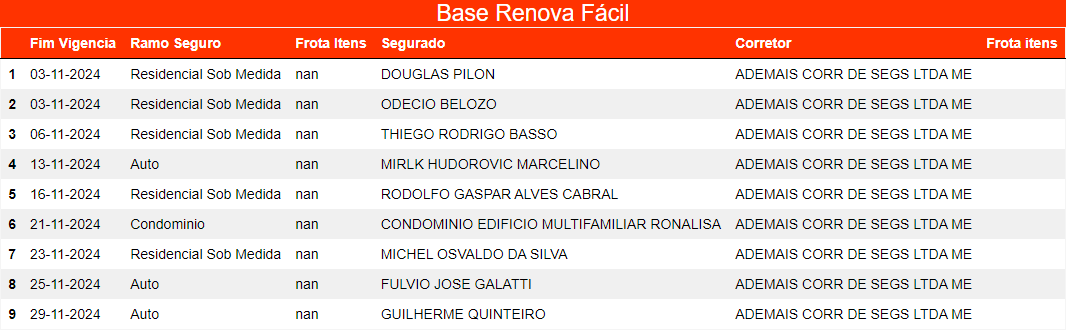 Base Renova Fácil
Fim Vigencia Ramo Seguro Frota Itens Segurado Corretor Frota itens
1 03-11-2024 Residencial Sob Medida nan DOUGLAS PILON ADEMAIS CORR DE SEGS LTDA ME
2 03-11-2024 Residencial Sob Medida nan ODECIO BELOZO ADEMAIS CORR DE SEGS LTDA ME
3 06-11-2024 Residencial Sob Medida nan THIEGO RODRIGO BASSO ADEMAIS CORR DE SEGS LTDA ME
4 13-11-2024 Auto nan MIRLK HUDOROVIC MARCELINO ADEMAIS CORR DE SEGS LTDA ME
5 16-11-2024 Residencial Sob Medida nan RODOLFO GASPAR ALVES CABRAL ADEMAIS CORR DE SEGS LTDA ME
6 21-11-2024 Condominio nan CONDOMINIO EDIFICIO MULTIFAMILIAR RONALISA ADEMAIS CORR DE SEGS LTDA ME
7 23-11-2024 Residencial Sob Medida nan MICHEL OSVALDO DA SILVA ADEMAIS CORR DE SEGS LTDA ME
8 25-11-2024 Auto nan FULVIO JOSE GALATTI ADEMAIS CORR DE SEGS LTDA ME
9 29-11-2024 Auto nan GUILHERME QUINTEIRO ADEMAIS CORR DE SEGS LTDA ME